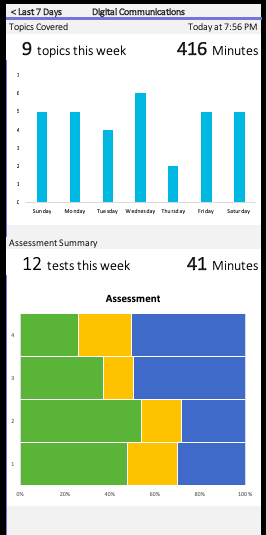 < Last 7 Days Digital Communications
Topics Covered Today at 7:56 PM
9 topics this week 416 Minutes
7
6
5
4
3
2
1
0
Sunday Monday Tuesday Wednesday Thursday Friday Saturday
Assessment Summary
12 tests this week 41 Minutes
Assessment
4
3
2
1
0% 20% 40% 60% 80% 100%